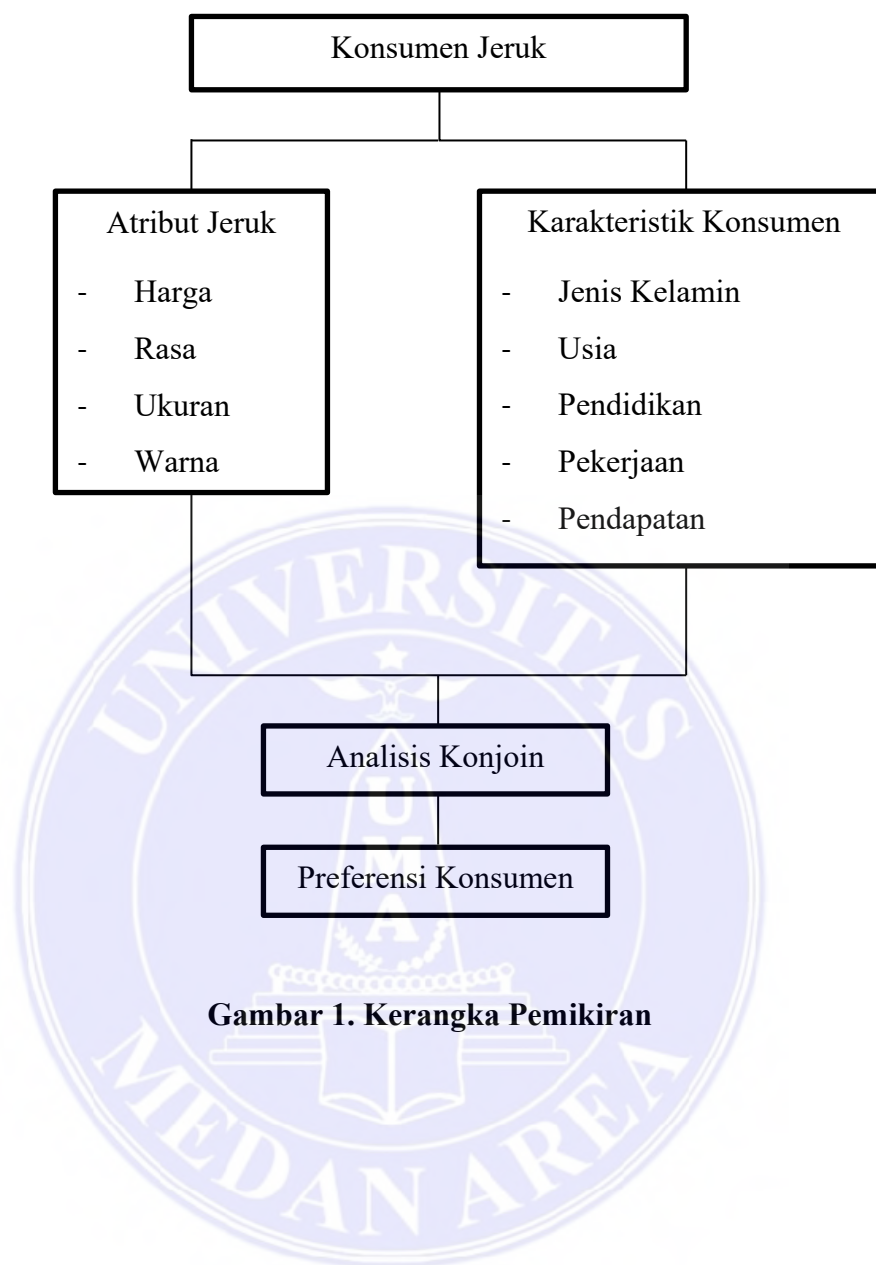 Konsumen Jeruk
Atribut Jeruk
- Harga
- Rasa
- Ukuran
- Warna
Karakteristik Konsumen
- Jenis Kelamin
- Usia
- Pendidikan
- Pekerjaan
- Pendapatan
Analisis Konjoin
Preferensi Konsumen
Gambar 1. Kerangka Pemikiran
UNIVERSITAS
UMA
MEDAN AREA